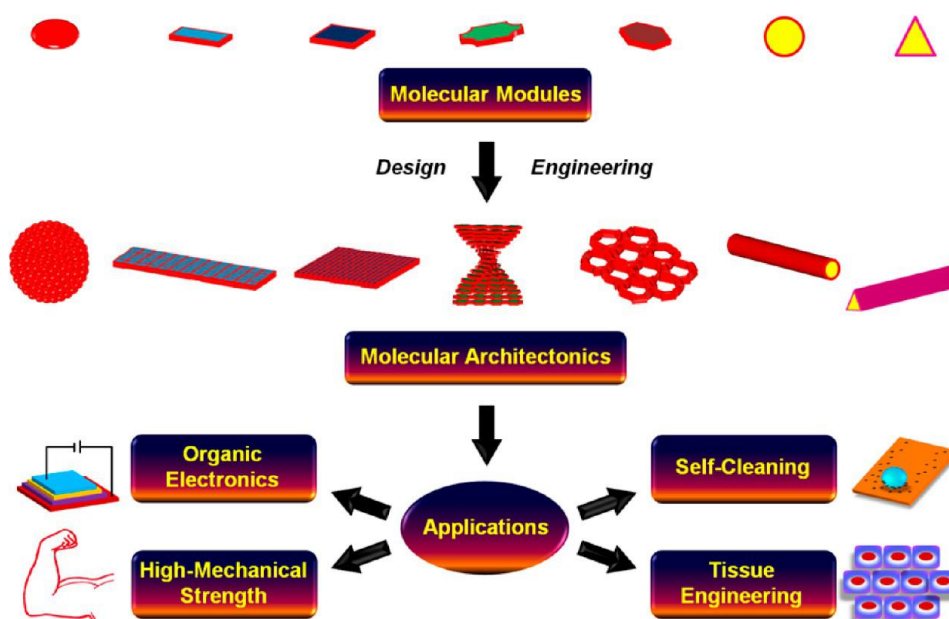 Molecular Modules
Design Engineering
Molecular Architectonics
Organic
Electronics
Self-Cleaning
Applications
High-Mechanical
Strength
Tissue
Engineering